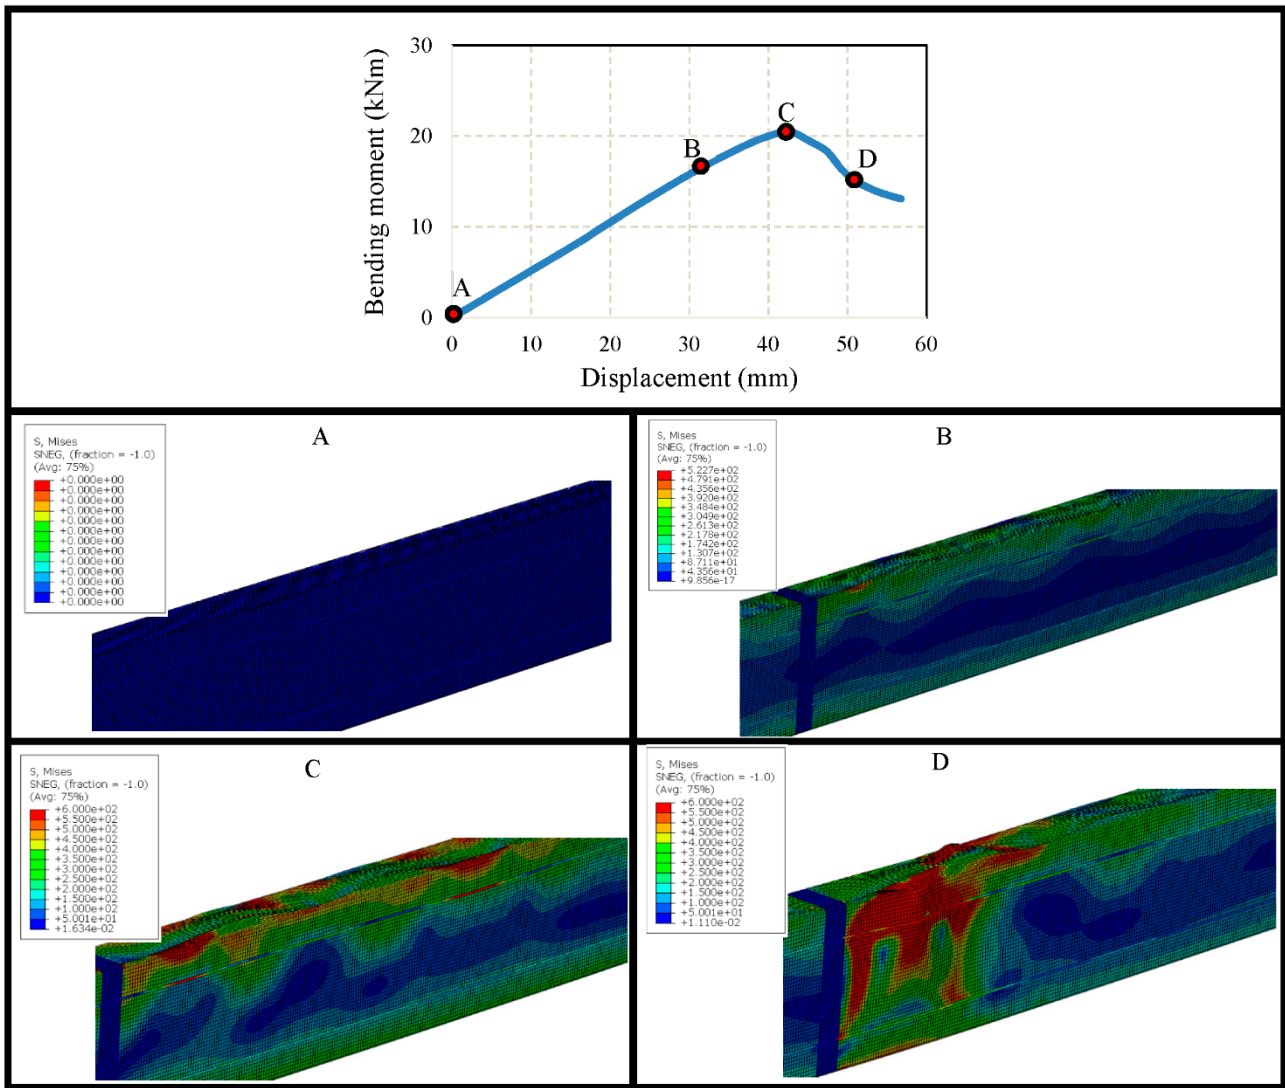 30
20
10
0
Bending moment (kNm)
A
B
C
D
0 10 20 30 40 50 60
Displacement (mm)
A
S, Mises
SNEG, (fraction = -1.0)
(Avg: 75%)
+0.000e+00
+0.000e+00
+0.000e+00
+0.000e+00
+0.000e+00
+0.000e+00
+0.000e+00
+0.000e+00
+0.000e+00
+0.000e+00
+0.000e+00
+0.000e+00
+0.000e+00
B
S, Mises
SNEG, (fraction = -1.0)
(Avg: 75%)
+5.227e+02
+4.791e+02
+4.356e+02
+3.920e+02
+3.484e+02
+3.049e+02
+2.613e+02
+2.178e+02
+1.742e+02
+1.307e+02
+8.711e+01
+4.356e+01
+9.856e-17
C
S, Mises
SNEG, (fraction = -1.0)
(Avg: 75%)
+6.000e+02
+5.500e+02
+5.000e+02
+4.500e+02
+4.000e+02
+3.500e+02
+3.000e+02
+2.500e+02
+2.000e+02
+1.500e+02
+1.000e+02
+5.001e+01
+1.634e-02
D
S, Mises
SNEG, (fraction = -1.0)
(Avg: 75%)
+6.000e+02
+5.500e+02
+5.000e+02
+4.500e+02
+4.000e+02
+3.500e+02
+3.000e+02
+2.500e+02
+2.000e+02
+1.500e+02
+1.000e+02
+5.001e+01
+1.110e-02